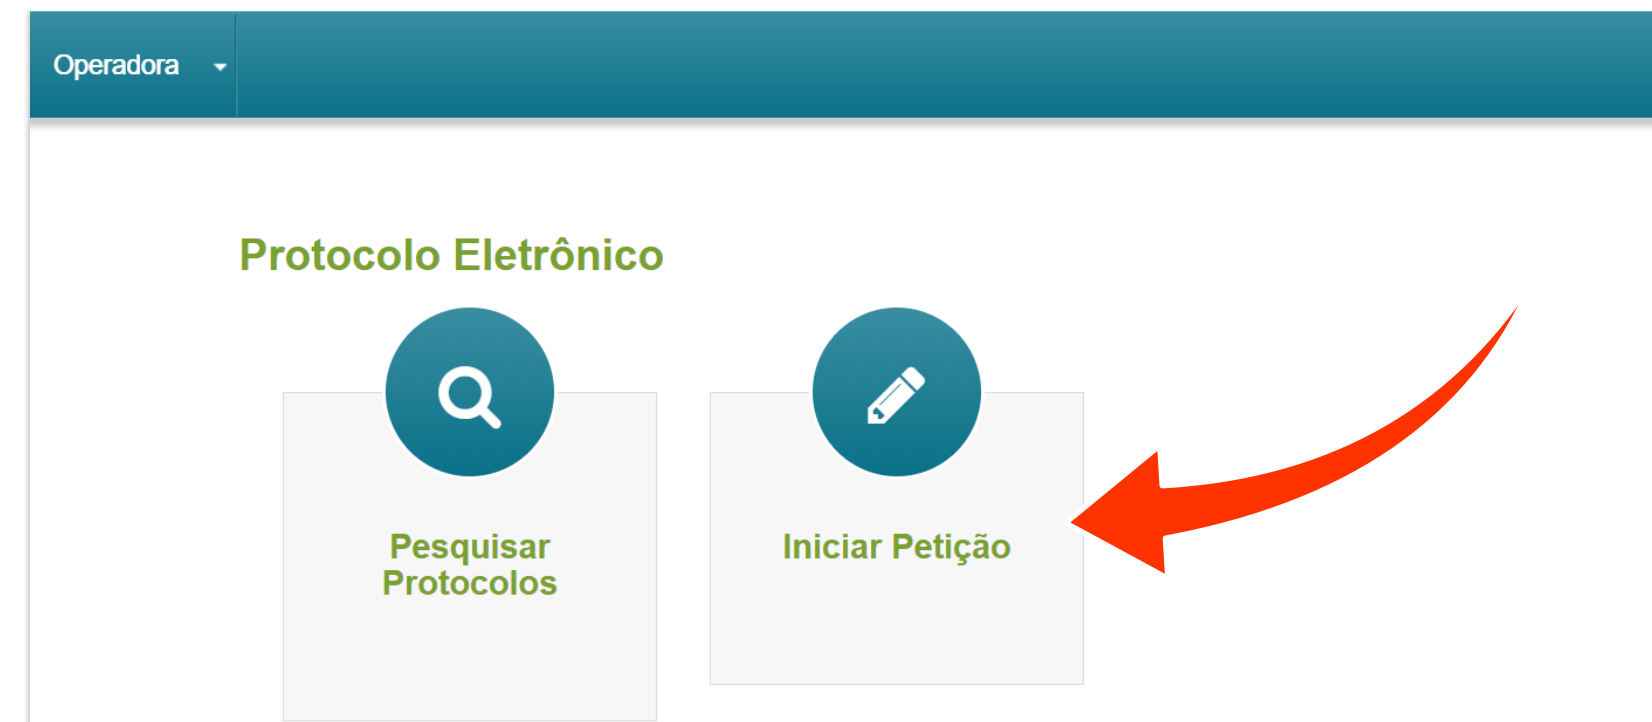 Operadora
Protocolo Eletrônico
Pesquisar
Protocolos
Iniciar Petição